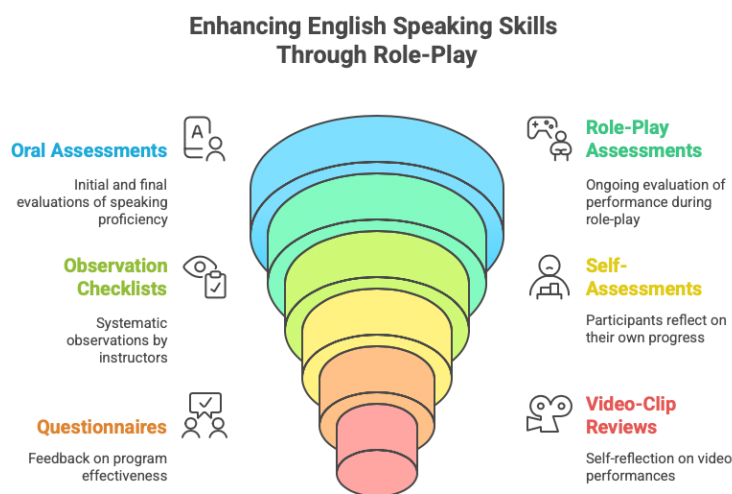 Enhancing English Speaking Skills
Through Role-Play
A
Oral Assessments
Initial and final
evaluations of speaking
proficiency
Role-Play
Assessments
Ongoing evaluation of
performance during
role-play
Observation
Checklists
Systematic
observations by
instructors
Self-
Assessments
Participants reflect on
their own progress
Questionnaires
Feedback on program
effectiveness
Video-Clip
Reviews
Self-reflection on video
performances